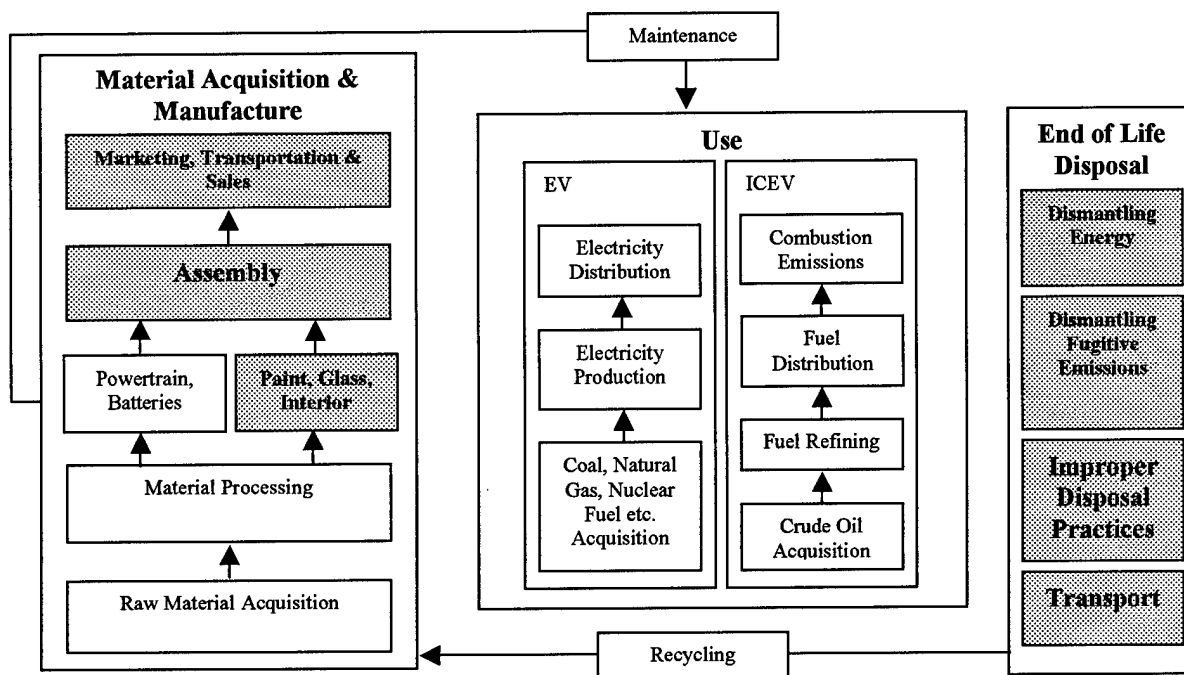 Maintenance
Material Acquisition &
Manufacture
Marketing, Transportation &
Sales
Assembly
Powertrain,
Batteries
Paint, Glass,
Interior
Material Processing
Raw Material Acquisition
Use
EV
Electricity
Distribution
Electricity
Production
Coal, Natural
Gas, Nuclear
Fuel etc.
Acquisition
ICEV
Combustion
Emissions
Fuel
Distribution
Fuel Refining
Crude Oil
Acquisition
End of Life
Disposal
Dismantling
Energy
Dismantling
Fugitive
Emissions
Improper
Disposal
Practices
Transport
Recycling